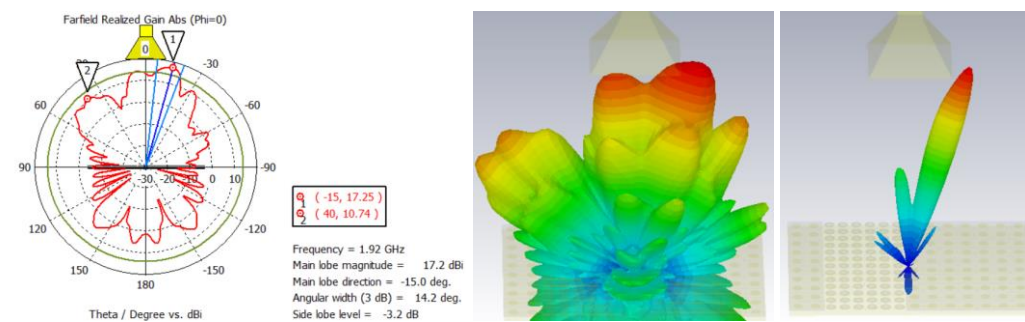 Farfield Realized Gain Abs (Phi=0)
0
1
2
-30
60
-60
90
-90
-30
-20
-10
0
10
120
-120
150
-150
180
1 ( -15, 17.25 )
2 ( 40, 10.74 )
Frequency = 1.92 GHz
Main lobe magnitude = 17.2 dBi
Main lobe direction = -15.0 deg.
Angular width (3 dB) = 14.2 deg.
Side lobe level = -3.2 dB
Theta / Degree vs. dBi